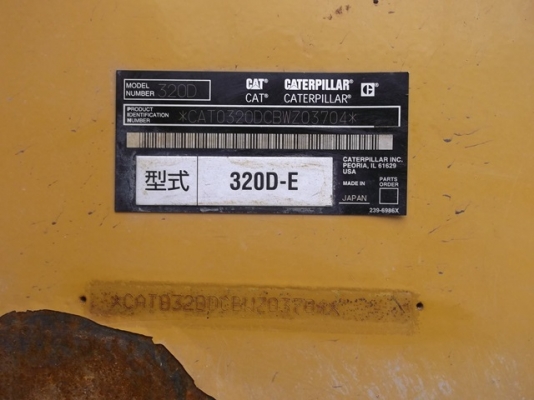 MODEL NUMBER 320D
CAT® CATERPILLAR®
CAT® CATERPILLAR®
PRODUCT IDENTIFICATION NUMBER *CAT0320DCBWZ03704*
型式 320D-E
CATERPILLAR INC.
PEORIA, IL 61629
USA
MADE IN
JAPAN
PARTS ORDER
239-6986X
*CAT0320DCBWZ03704*